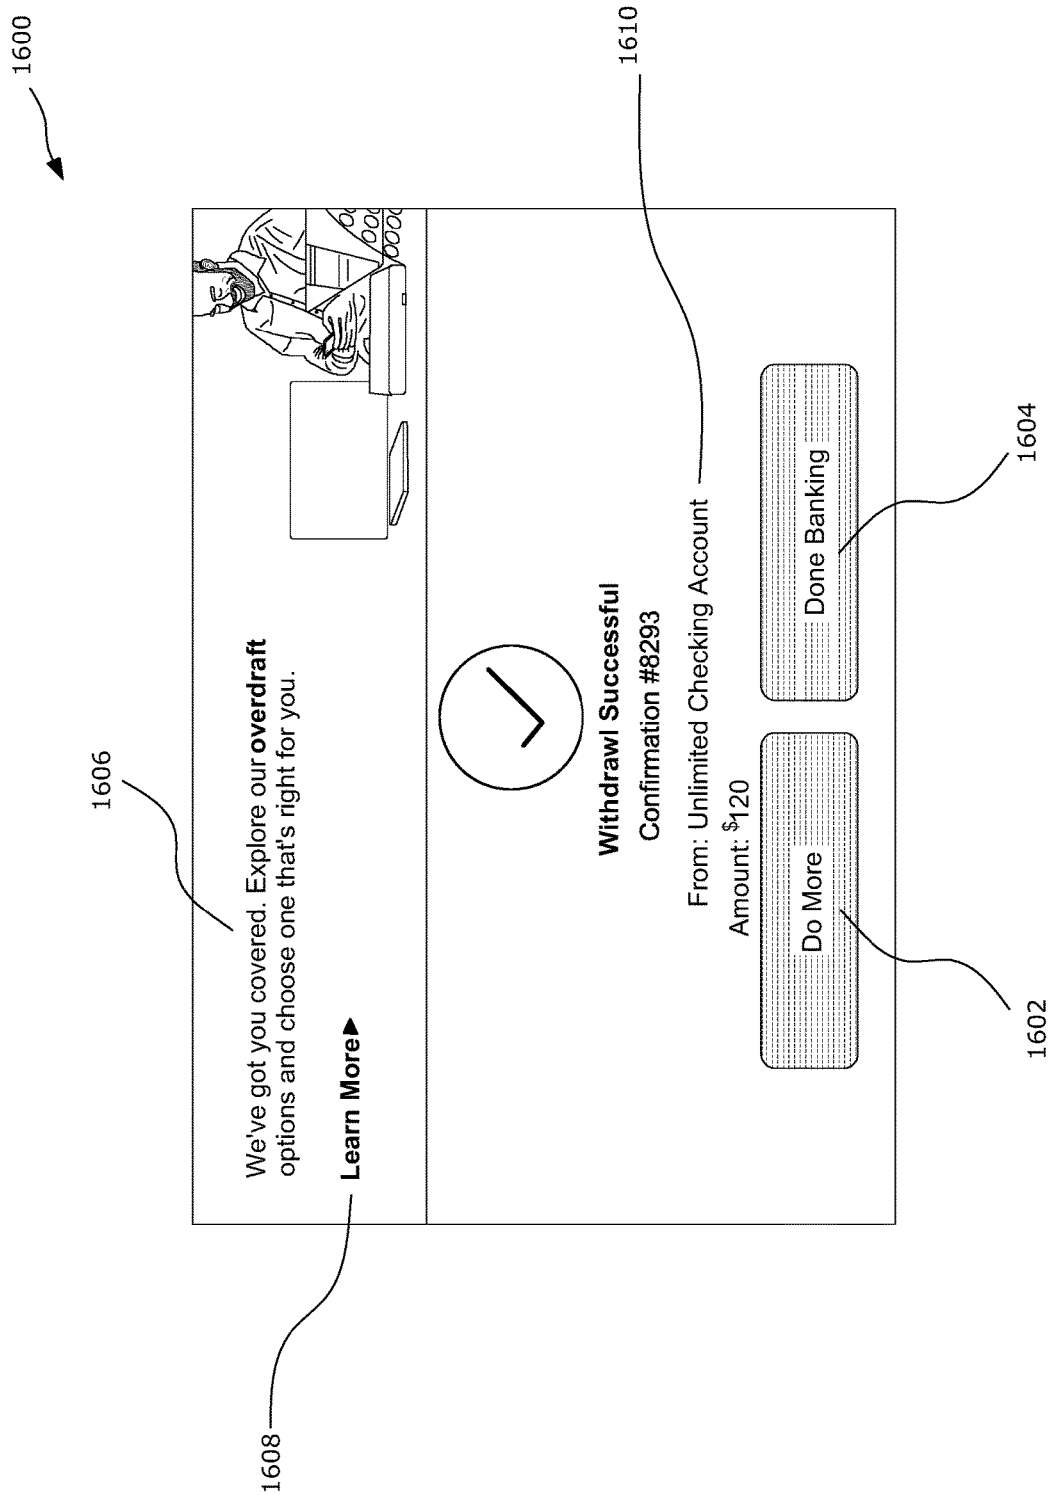 1600
1606
We've got you covered. Explore our overdraft
options and choose one that's right for you.
1608
Learn More▶
Withdrawl Successful
Confirmation #8293
1610
From: Unlimited Checking Account
Amount: $120
Do More
Done Banking
1602
1604